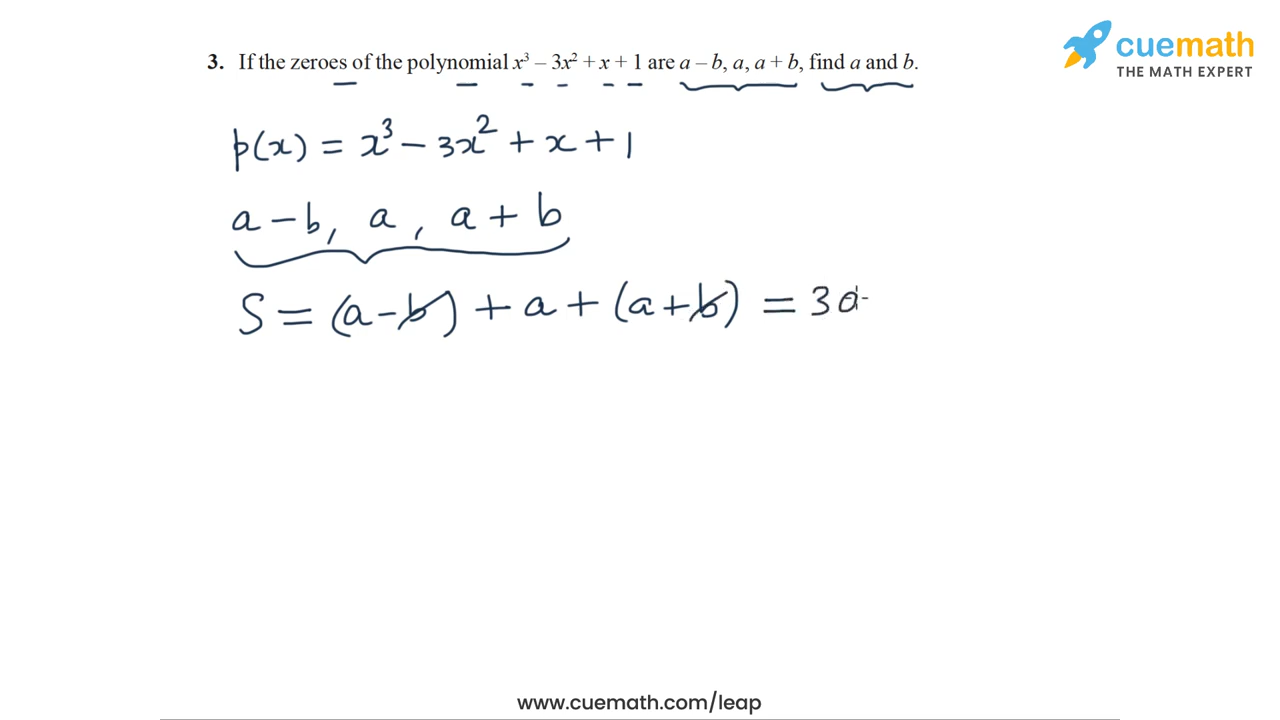 3. If the zeroes of the polynomial x³ – 3x² + x + 1 are a – b, a, a + b, find a and b.
cuemath
THE MATH EXPERT
p(x) = x³ – 3x² + x + 1
a – b, a, a + b
S = (a – b) + a + (a + b) = 3a
www.cuemath.com/leap